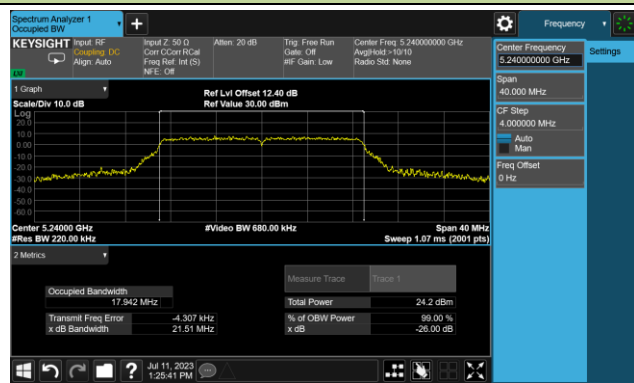 Spectrum Analyzer 1
Occupied BW
Frequency
KEYSIGHT
Input: RF
Coupling: DC
Align: Auto
Input Z: 50 Ω
Corr CCorr RCal
Freq Ref: Int (S)
NFE: Off
Atten: 20 dB
Trig: Free Run
Gate: Off
#IF Gain: Low
Center Freq: 5.240000000 GHz
Avg|Hold:>10/10
Radio Std: None
Center Frequency
5.240000000 GHz
Settings
Span
40.000 MHz
CF Step
4.000000 MHz
Auto
Man
Freq Offset
0 Hz
1 Graph
Scale/Div 10.0 dB
Ref Lvl Offset 12.40 dB
Ref Value 30.00 dBm
Log
20.0
10.0
0.00
-10.0
-20.0
-30.0
-40.0
-50.0
-60.0
Center 5.24000 GHz
#Res BW 220.00 kHz
#Video BW 680.00 kHz
Span 40 MHz
Sweep 1.07 ms (2001 pts)
2 Metrics
Measure Trace
Trace 1
Occupied Bandwidth
17.942 MHz
Total Power
24.2 dBm
Transmit Freq Error
-4.307 kHz
% of OBW Power
99.00 %
x dB Bandwidth
21.51 MHz
x dB
-26.00 dB
Jul 11, 2023
1:25:41 PM